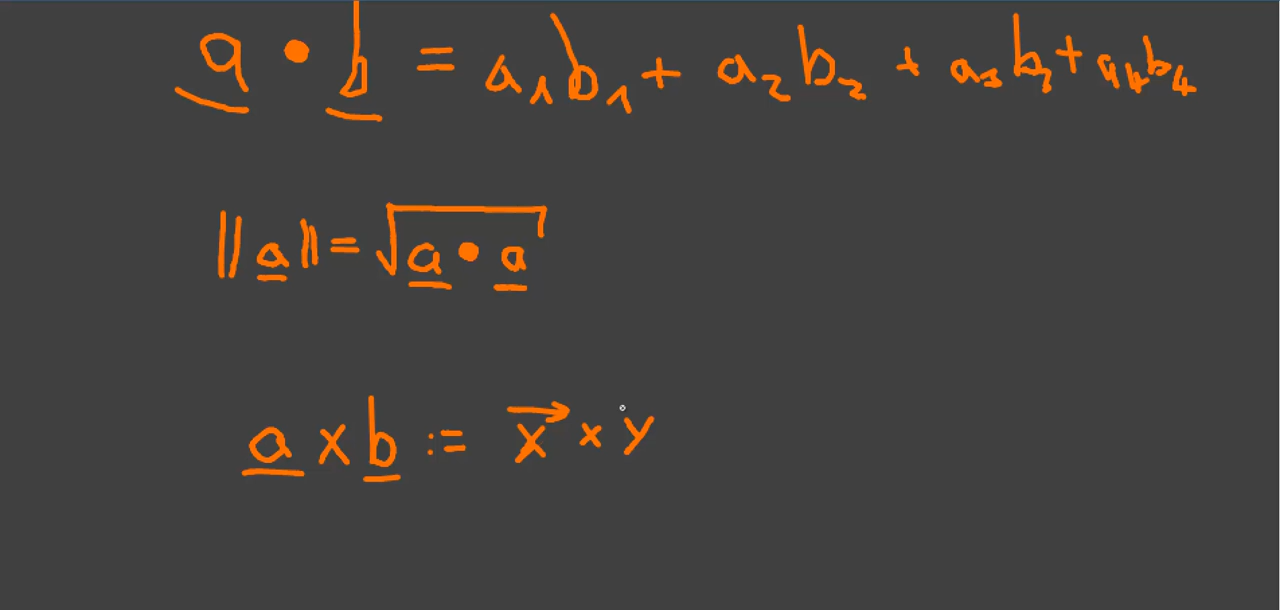 a • b = a₁b₁ + a₂b₂ + a₃b₃ + a₄b₄
||a|| = √(a • a)
a × b := x⃗ × y